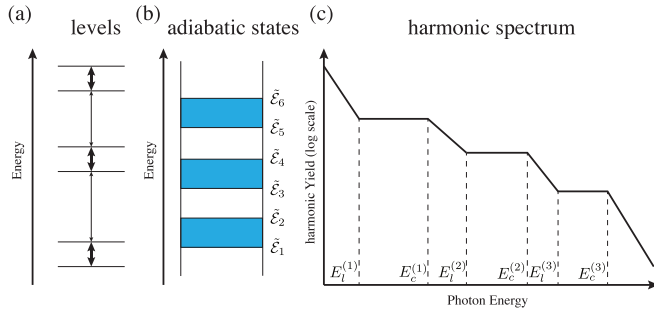 (a)
levels
Energy
(b)
adiabatic states
Energy
ℰ̃₆
ℰ̃₅
ℰ̃₄
ℰ̃₃
ℰ̃₂
ℰ̃₁
(c)
harmonic spectrum
harmonic Yield (log scale)
E_l^(1) E_c^(1) E_l^(2) E_c^(2) E_l^(3) E_c^(3)
Photon Energy